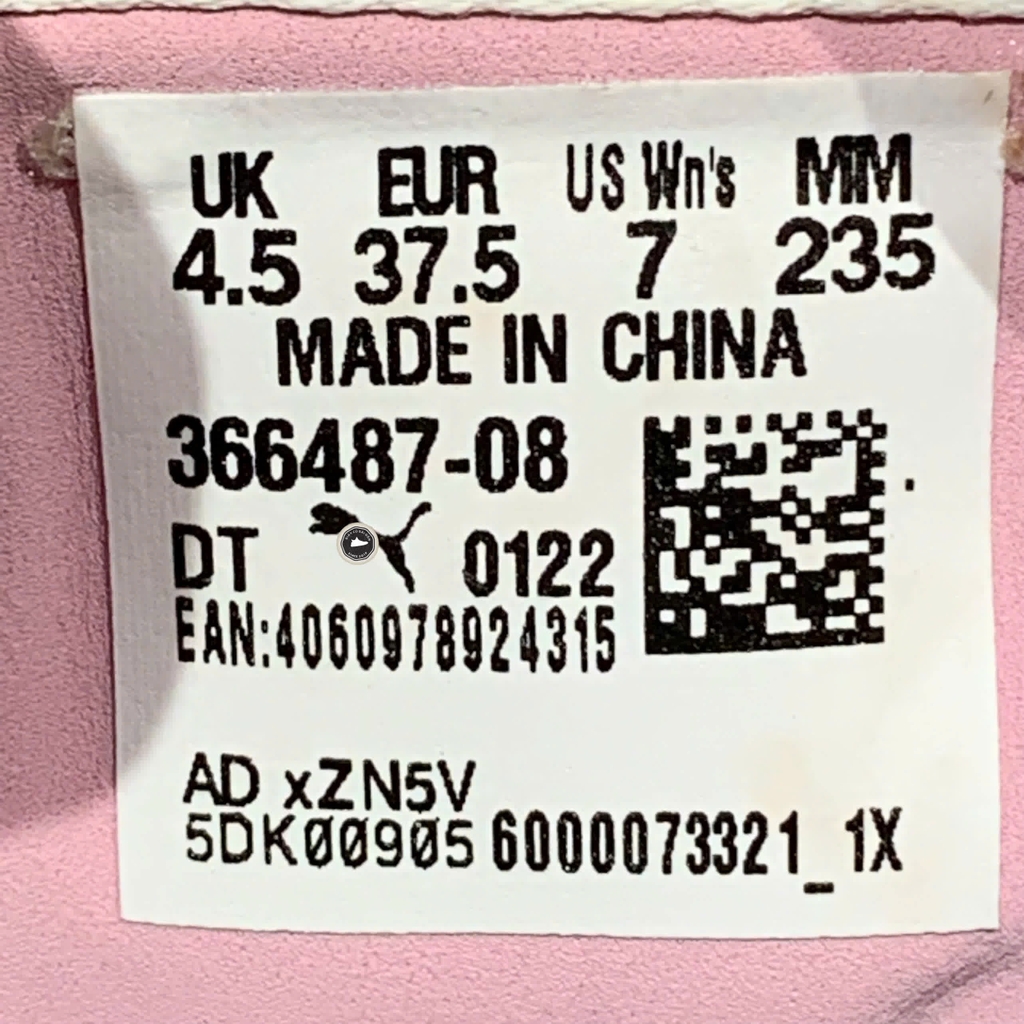 UK EUR US Wn's MM
4.5 37.5 7 235
MADE IN CHINA
366487-08
DT 0122
EAN:4060978924315
AD xZN5V
5DK00905 6000073321_1X